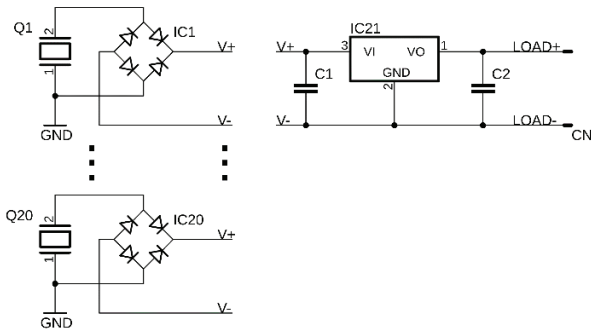 Q1
2
1
GND
IC1
V+
V-
V+
V-
C1
IC21
3
VI
VO
1
GND
2
C2
LOAD+
LOAD-
CN
Q20
2
1
GND
IC20
V+
V-